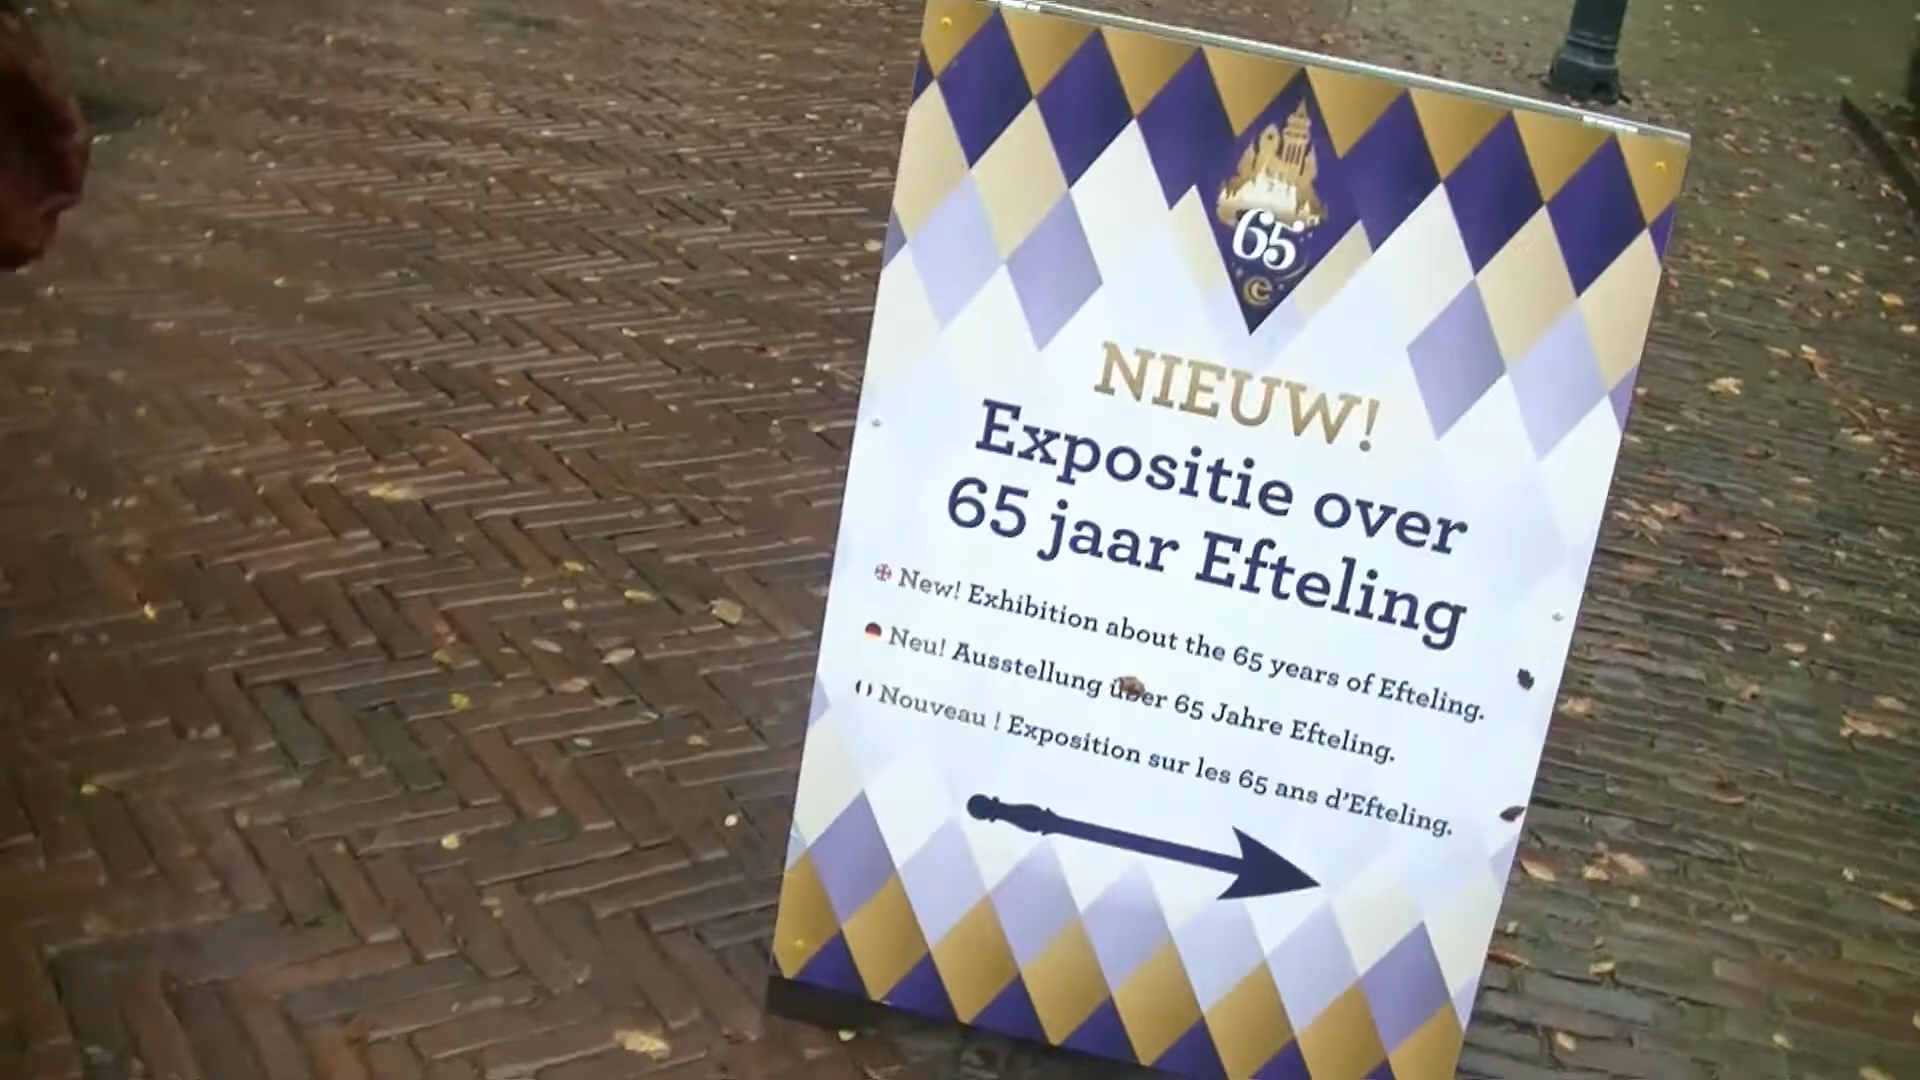 65
NIEUW!
Expositie over
65 jaar Efteling
New! Exhibition about the 65 years of Efteling.
Neu! Ausstellung über 65 Jahre Efteling.
Nouveau ! Exposition sur les 65 ans d'Efteling.